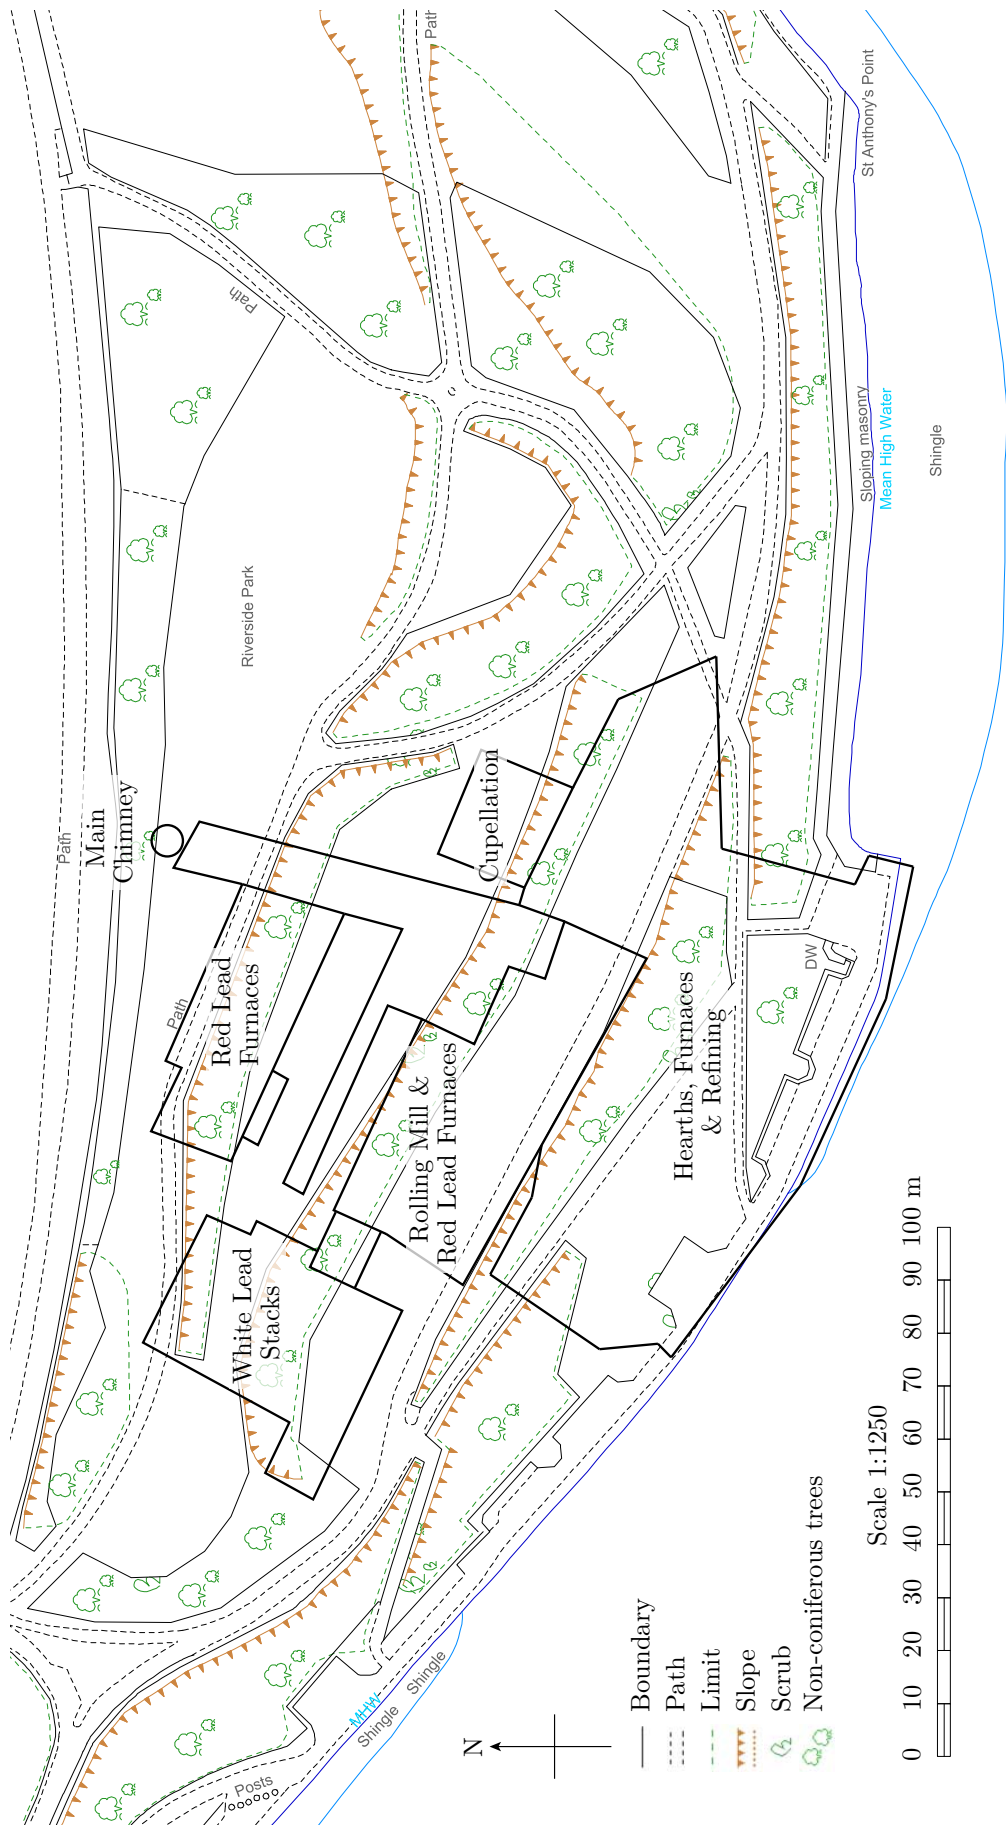 Path
St Anthony's Point
Path
Sloping masonry
Mean High Water
Shingle
Riverside Park
Path
Main
Chimney
Cupellation
Path
Red Lead
Furnaces
DW
Hearths, Furnaces
& Refining
Rolling Mill &
Red Lead Furnaces
White Lead
Stacks
MHW
Shingle
Shingle
Posts
N
Boundary
Path
Limit
Slope
Scrub
Non-coniferous trees
Scale 1:1250
0 10 20 30 40 50 60 70 80 90 100 m